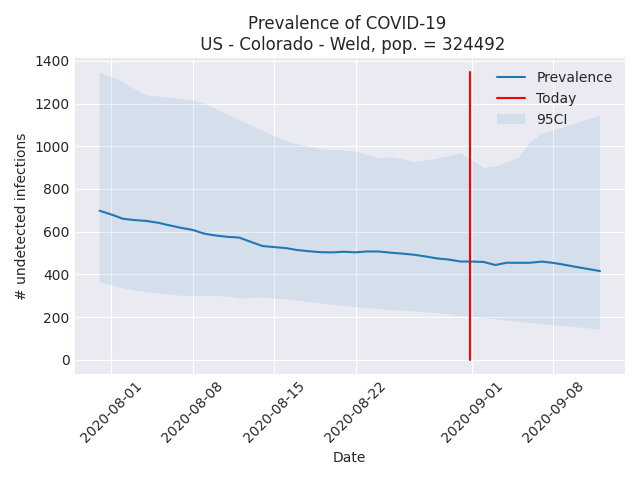 Prevalence of COVID-19
US - Colorado - Weld, pop. = 324492
# undetected infections
1400
1200
1000
800
600
400
200
0
Prevalence
Today
95CI
2020-08-01
2020-08-08
2020-08-15
2020-08-22
2020-09-01
2020-09-08
Date